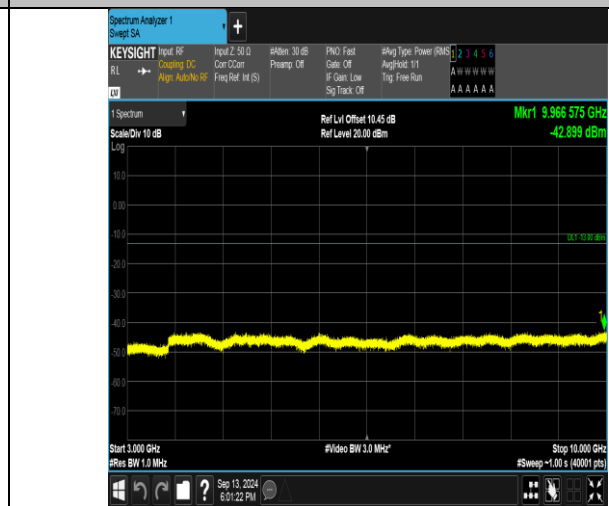 Spectrum Analyzer 1
Swept SA
+
KEYSIGHT
RL
LXI
Input: RF
Coupling: DC
Align: Auto/No RF
Input Z: 50 Ω
Corr CCorr
Freq Ref: Int (S)
#Atten: 30 dB
Preamp: Off
PNO: Fast
Gate: Off
IF Gain: Low
Sig Track: Off
#Avg Type: Power (RMS
Avg|Hold: 1/1
Trig: Free Run
1 2 3 4 5 6
A W W W W W
A A A A A A
1 Spectrum
Scale/Div 10 dB
Log
Ref Lvl Offset 10.45 dB
Ref Level 20.00 dBm
Mkr1 9.966 575 GHz
-42.899 dBm
10.0
0.00
-10.0
DL1 -13.00 dBm
-20.0
-30.0
-40.0
1
-50.0
-60.0
-70.0
Start 3.000 GHz
#Video BW 3.0 MHz*
Stop 10.000 GHz
#Res BW 1.0 MHz
#Sweep ~1.00 s (40001 pts)
?
Sep 13, 2024
6:01:22 PM